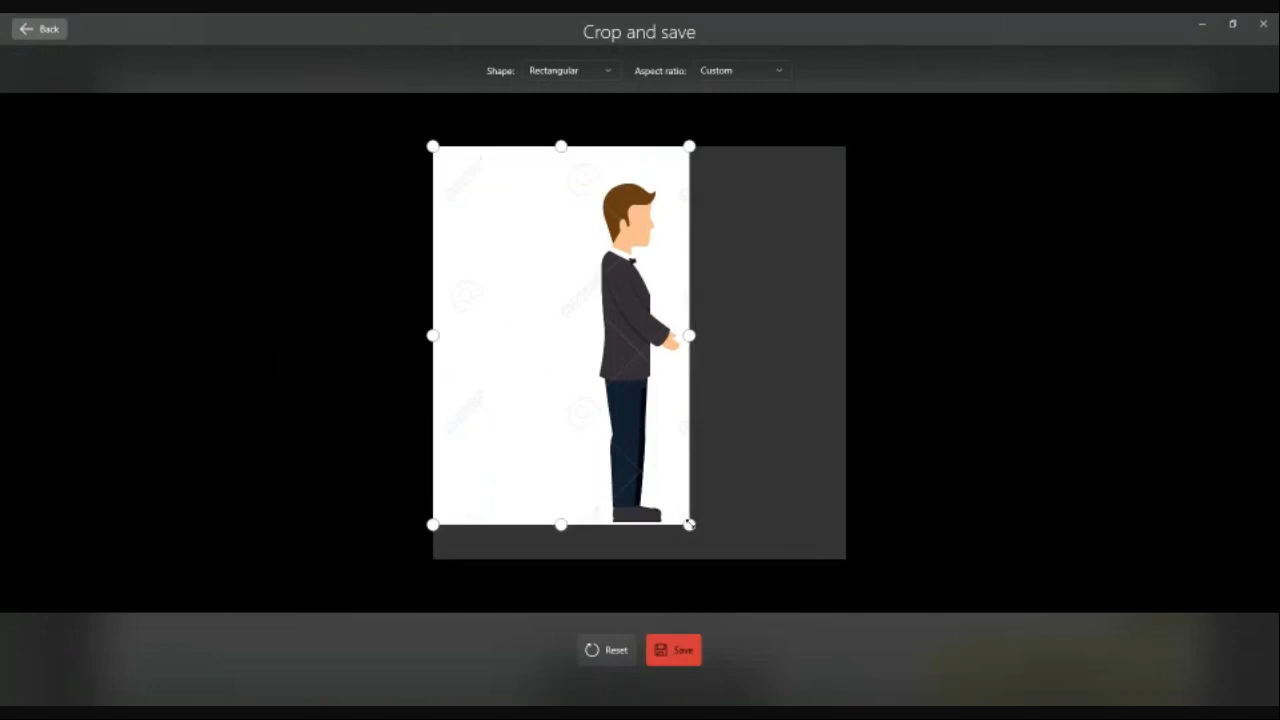 Back
Crop and save
Shape: Rectangular Aspect ratio: Custom
Reset Save